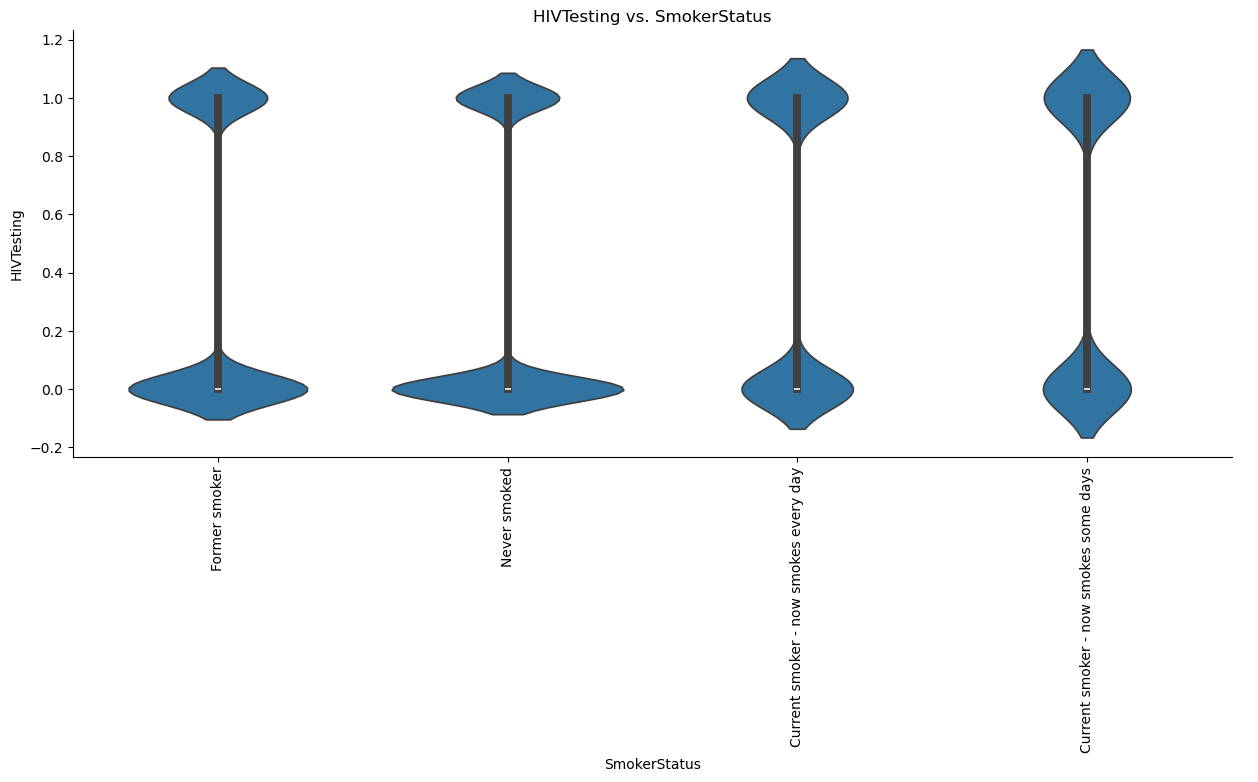 HIVTesting vs. SmokerStatus
1.2
1.0
0.8
0.6
0.4
0.2
0.0
−0.2
HIVTesting
Former smoker
Never smoked
Current smoker - now smokes every day
Current smoker - now smokes some days
SmokerStatus